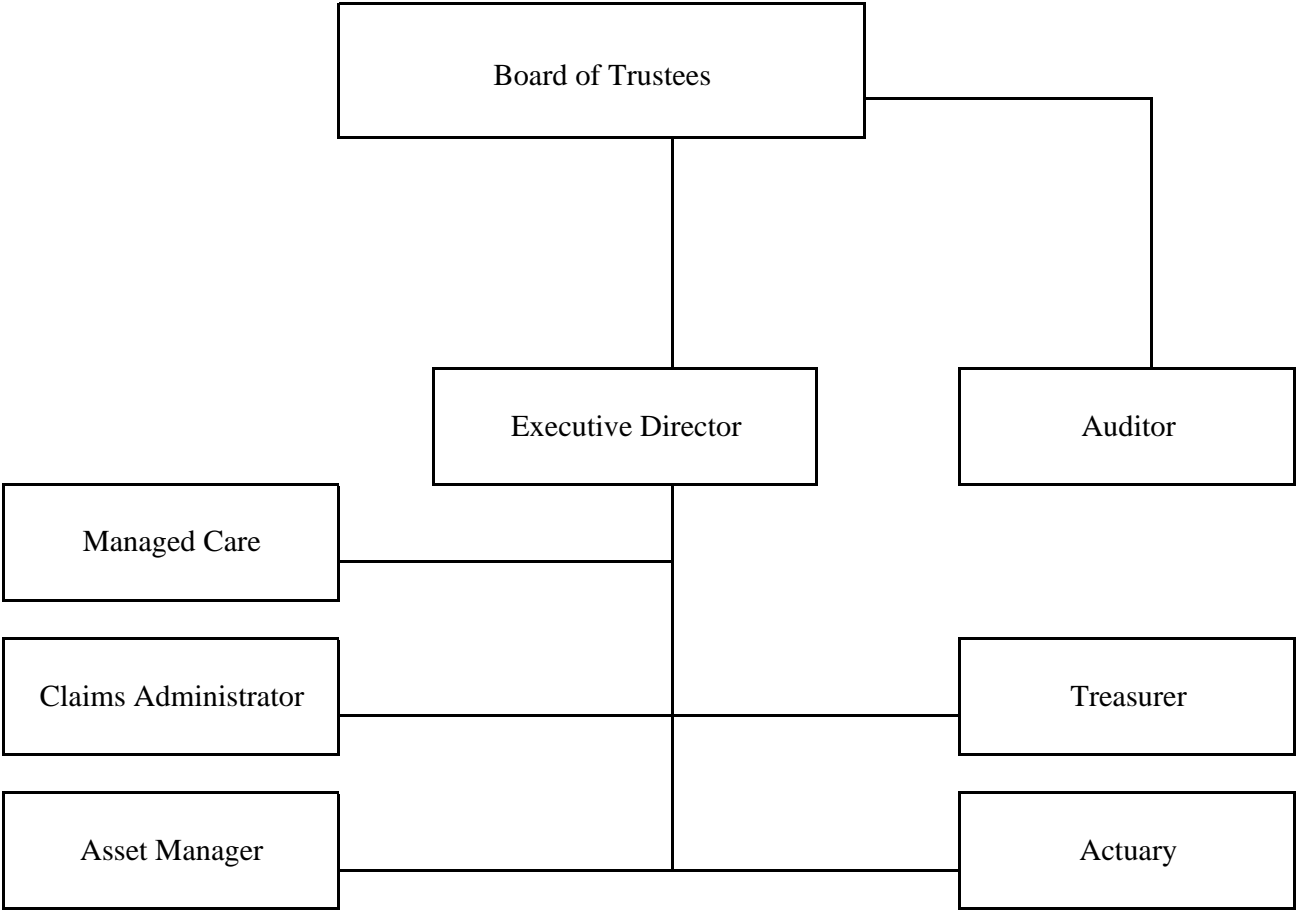 Board of Trustees
Executive Director
Auditor
Managed Care
Claims Administrator
Treasurer
Asset Manager
Actuary